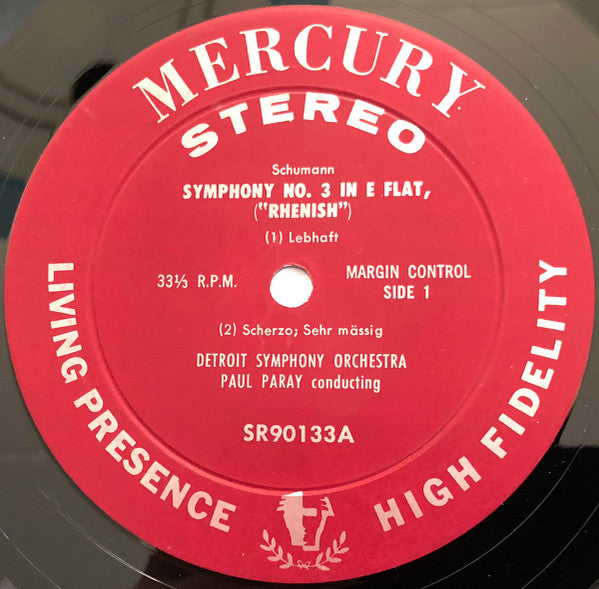 MERCURY
STEREO
Schumann
SYMPHONY NO. 3 IN E FLAT,
("RHENISH")
(1) Lebhaft
33⅓ R.P.M.
MARGIN CONTROL
SIDE 1
(2) Scherzo; Sehr mässig
DETROIT SYMPHONY ORCHESTRA
PAUL PARAY conducting
SR90133A
LIVING PRESENCE
HIGH FIDELITY